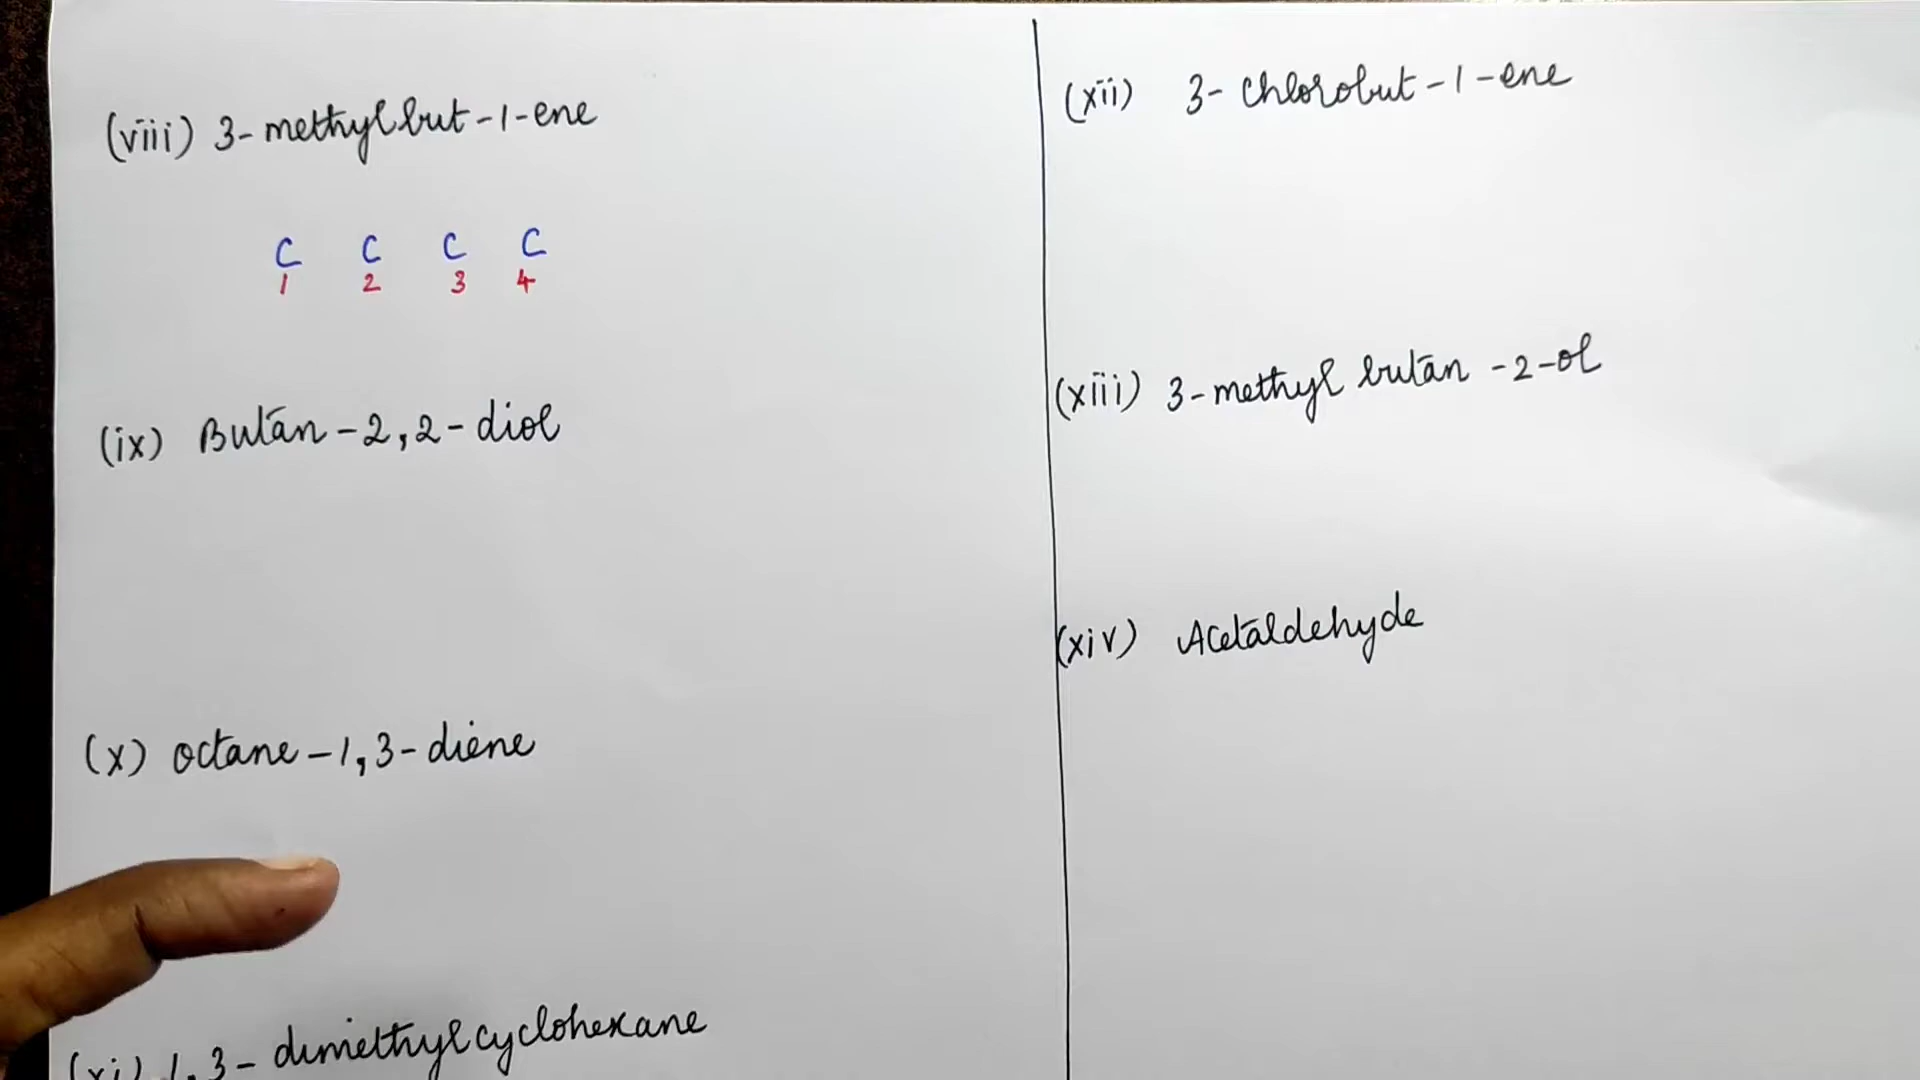 (viii) 3-methylbut-1-ene
C C C C
1 2 3 4
(ix) Butan-2,2-diol
(x) octane-1,3-diene
(xi) 1,3-dimethylcyclohexane
(xii) 3-chlorobut-1-ene
(xiii) 3-methyl butan-2-ol
(xiv) Acetaldehyde